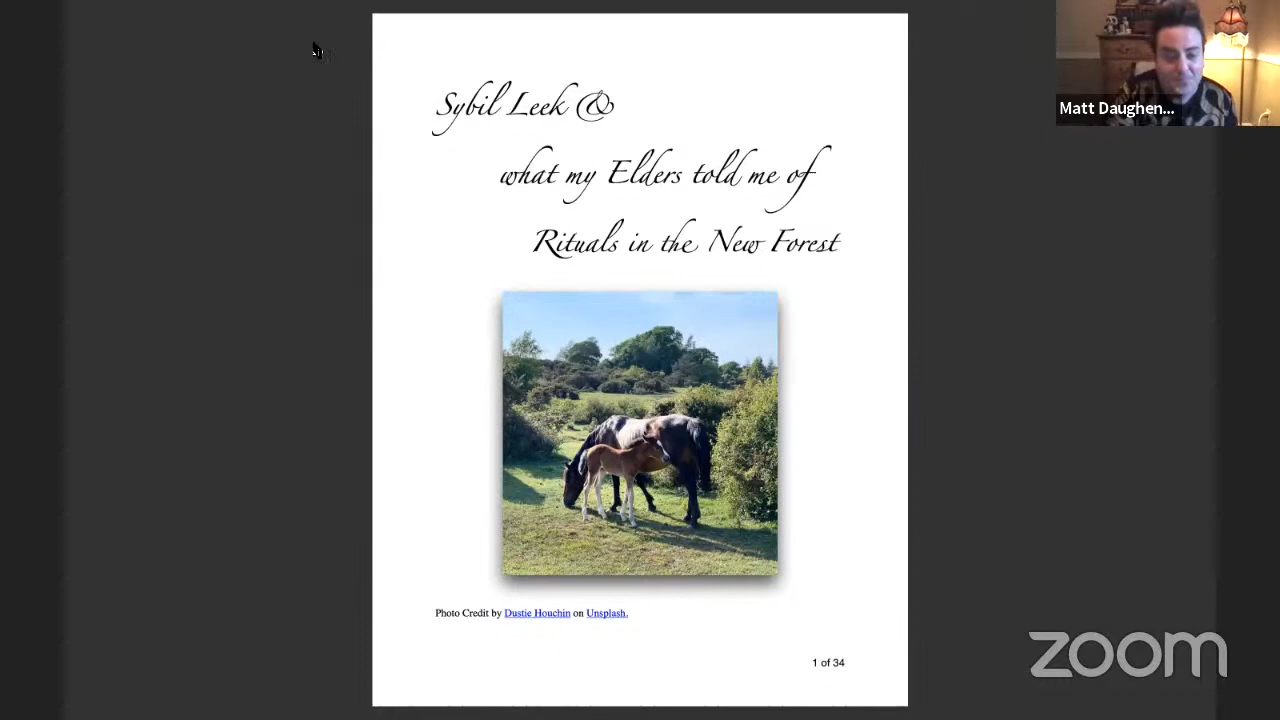 Sybil Leek &
what my Elders told me of
Rituals in the New Forest
Photo Credit by Dustie Houchin on Unsplash.
1 of 34
Matt Daughen...
zoom